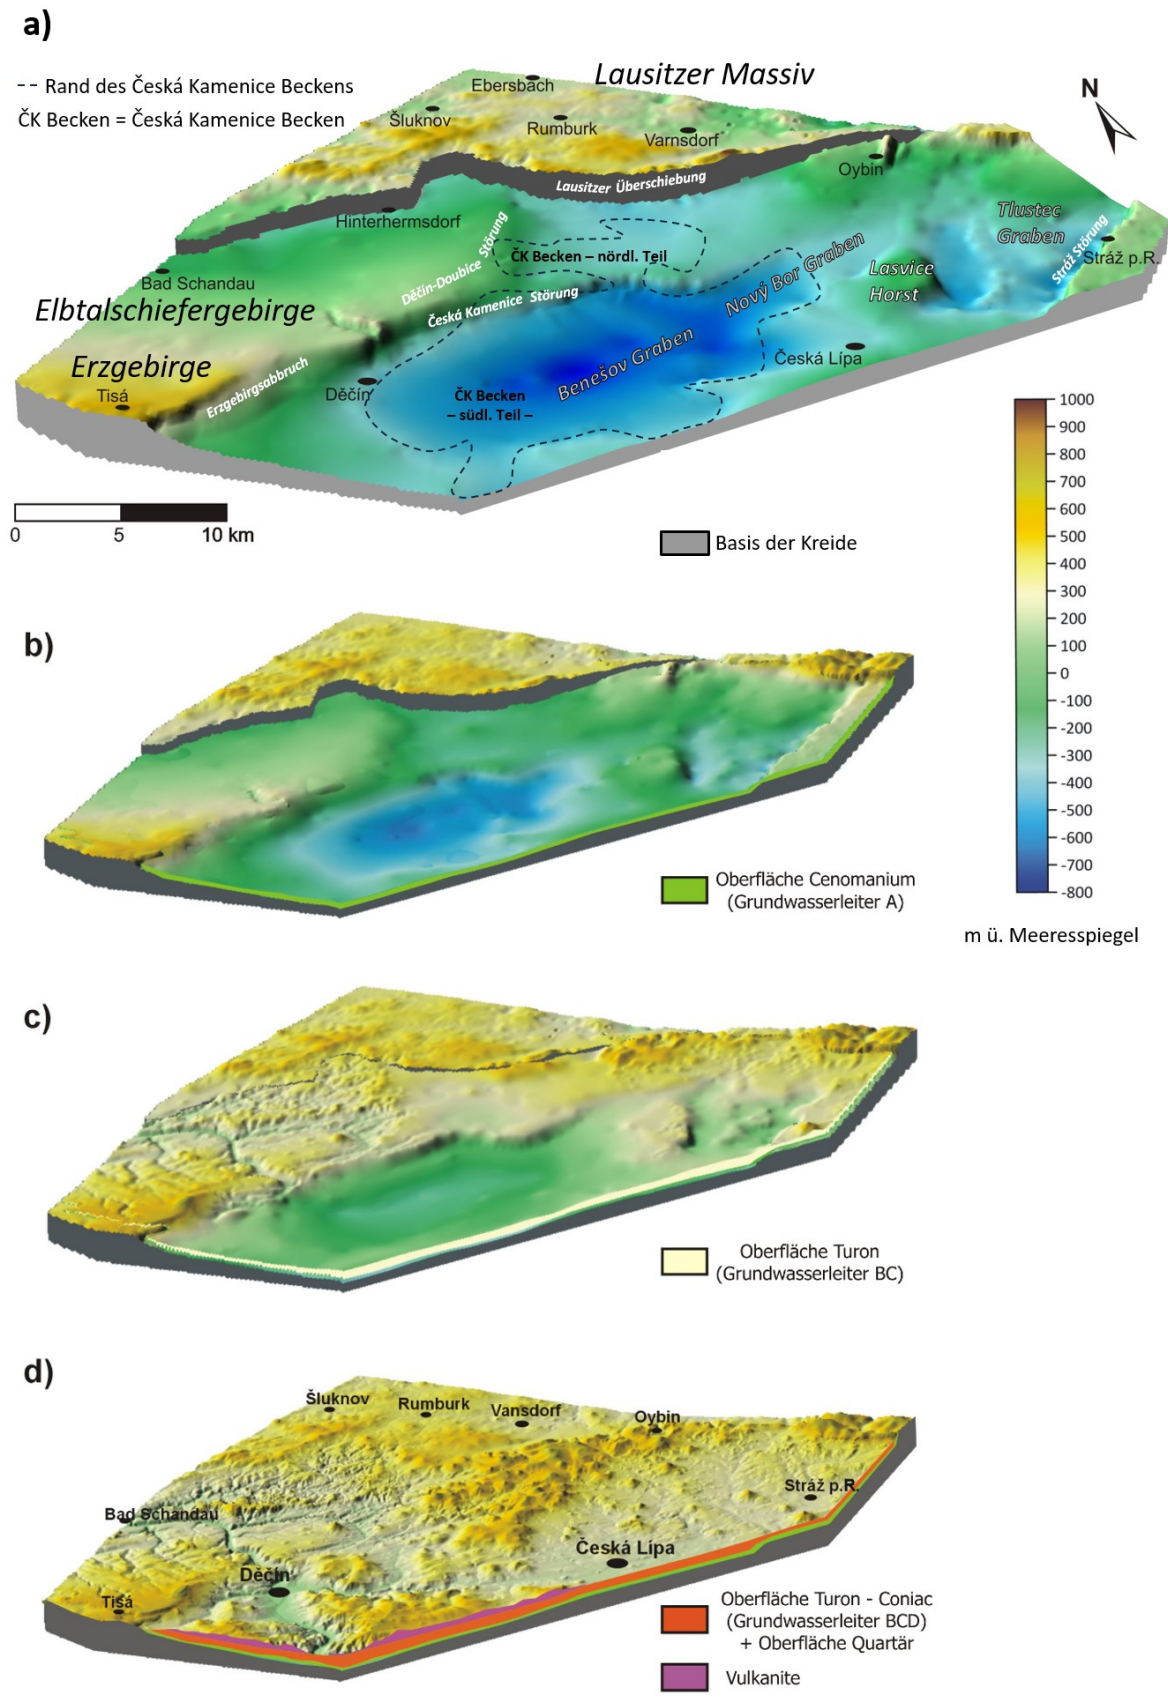 a)
-- Rand des Česká Kamenice Beckens
ČK Becken = Česká Kamenice Becken
Lausitzer Massiv
N
Ebersbach
Šluknov
Rumburk
Varnsdorf
Oybin
Lausitzer Überschiebung
Hinterhermsdorf
Tlustec
Graben
Stráž Störung
Stráž p.R.
Děčín-Doubice Störung
ČK Becken – nördl. Teil
Nový Bor Graben
Lasvice
Horst
Bad Schandau
Elbtalschiefergebirge
Česká Kamenice Störung
Erzgebirge
Tisá
Erzgebirgsabbruch
Děčín
Benešov Graben
Česká Lípa
ČK Becken
– südl. Teil –
0 5 10 km
Basis der Kreide
1000
900
800
700
600
500
400
300
200
100
0
-100
-200
-300
-400
-500
-600
-700
-800
m ü. Meeresspiegel
b)
Oberfläche Cenomanium
(Grundwasserleiter A)
c)
Oberfläche Turon
(Grundwasserleiter BC)
d)
Šluknov
Rumburk
Vansdorf
Oybin
Stráž p.R.
Bad Schandau
Česká Lípa
Děčín
Tisá
Oberfläche Turon - Coniac
(Grundwasserleiter BCD)
+ Oberfläche Quartär
Vulkanite